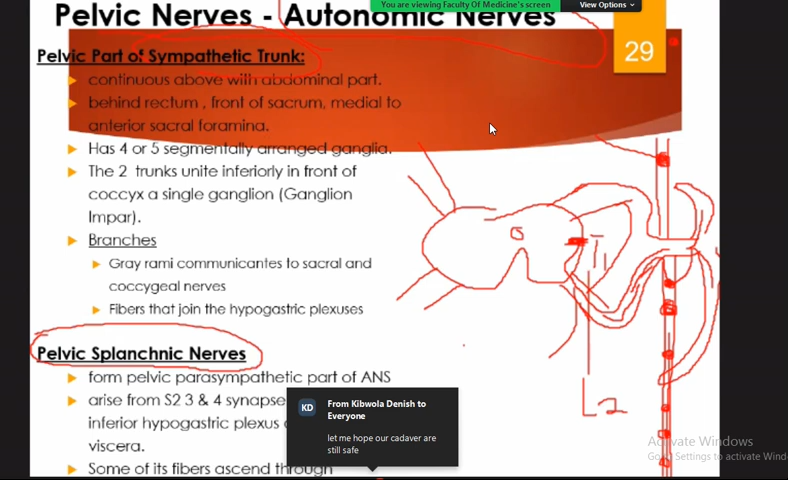 You are viewing Faculty Of Medicine's screen
View Options
Pelvic Nerves - Autonomic Nerves
29
Pelvic Part of Sympathetic Trunk:
continuous above with abdominal part.
behind rectum , front of sacrum, medial to
anterior sacral foramina.
Has 4 or 5 segmentally arranged ganglia.
The 2 trunks unite inferiorly in front of
coccyx a single ganglion (Ganglion
Impar).
Branches
Gray rami communicantes to sacral and
coccygeal nerves
Fibers that join the hypogastric plexuses
T1
Pelvic Splanchnic Nerves
form pelvic parasympathetic part of ANS
arise from S2 3 & 4 synapse
inferior hypogastric plexus
viscera.
Some of its fibers ascend through
L2
KD
From Kibwola Denish to
Everyone
let me hope our cadaver are
still safe
Activate Windows
Go to Settings to activate Wind